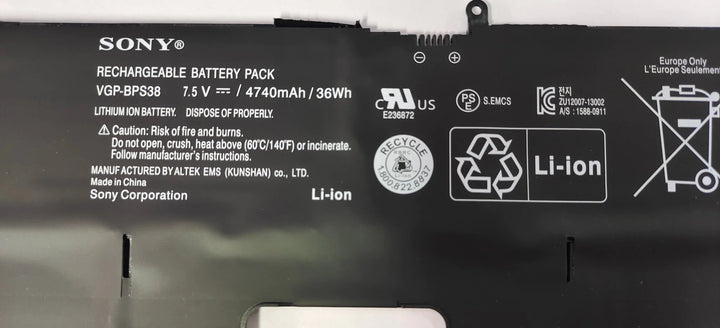 SONY®
RECHARGEABLE BATTERY PACK
VGP-BPS38 7.5 V ⎓ / 4740mAh / 36Wh
LITHIUM ION BATTERY. DISPOSE OF PROPERLY.
⚠ Caution: Risk of fire and burns.
Do not open, crush, heat above (60°C/140°F) or incinerate.
Follow manufacturer's instructions.
MANUFACTURED BY ALTEK EMS (KUNSHAN) co., LTD.
Made in China
Sony Corporation Li-ion
⊖ ⊕
c RU US
E236872
PS E S.EMCS
전지
ZU12007-13002
A/S : 1588-0911
RECYCLE
1.800.822.8837
Li-ion
Europe Only
L'Europe Seulement